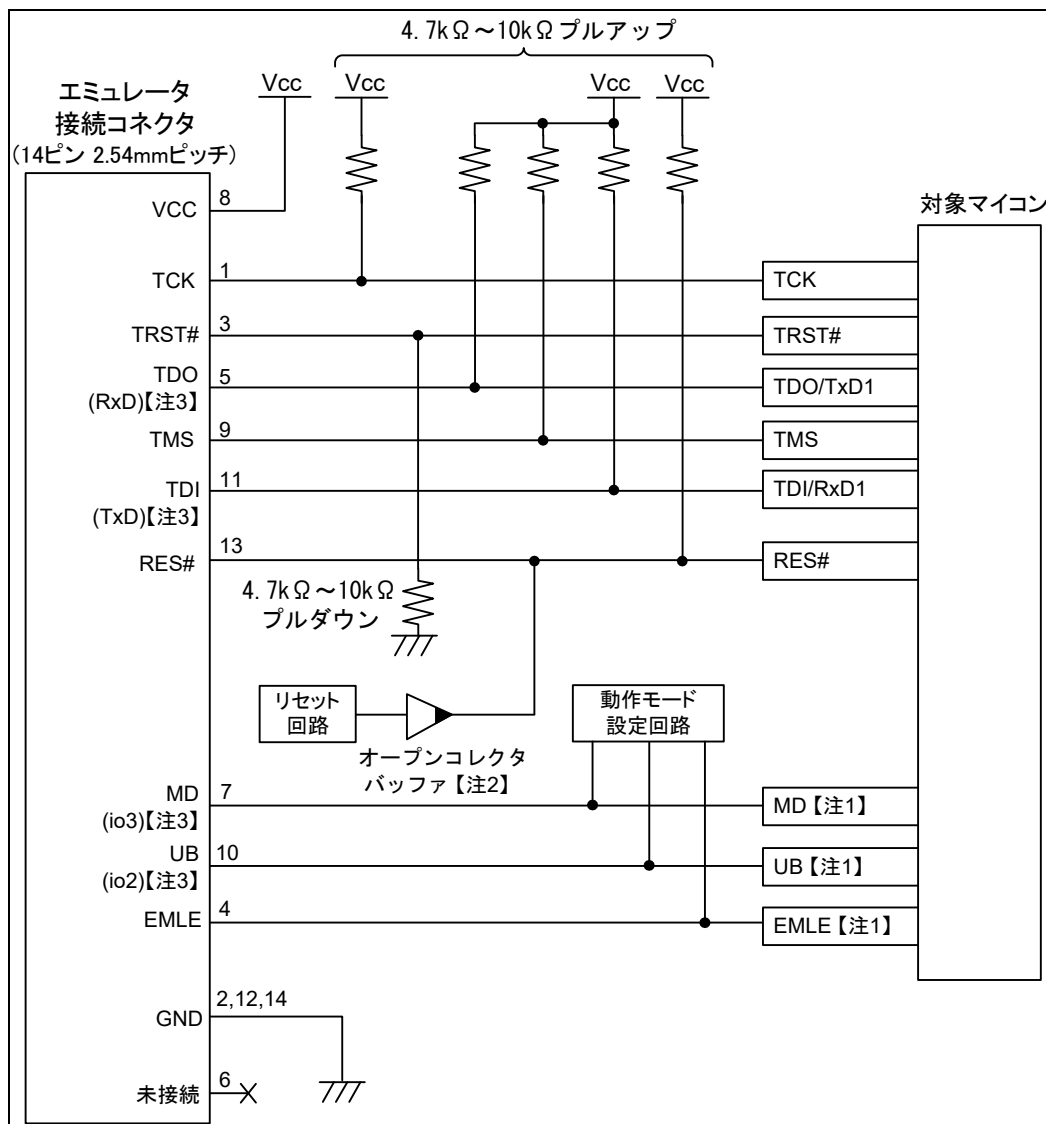 4.7kΩ～10kΩ プルアップ
エミュレータ
接続コネクタ
(14ピン 2.54mmピッチ)
Vcc
Vcc
Vcc
Vcc
対象マイコン
VCC
8
TCK
1
TCK
TRST#
3
TRST#
TDO
(RxD)【注3】
5
TDO/TxD1
TMS
9
TMS
TDI
(TxD)【注3】
11
TDI/RxD1
RES#
13
RES#
4.7kΩ～10kΩ
プルダウン
リセット
回路
オープンコレクタ
バッファ【注2】
動作モード
設定回路
MD
(io3)【注3】
7
MD【注1】
UB
(io2)【注3】
10
UB【注1】
EMLE
4
EMLE【注1】
GND
2,12,14
未接続
6